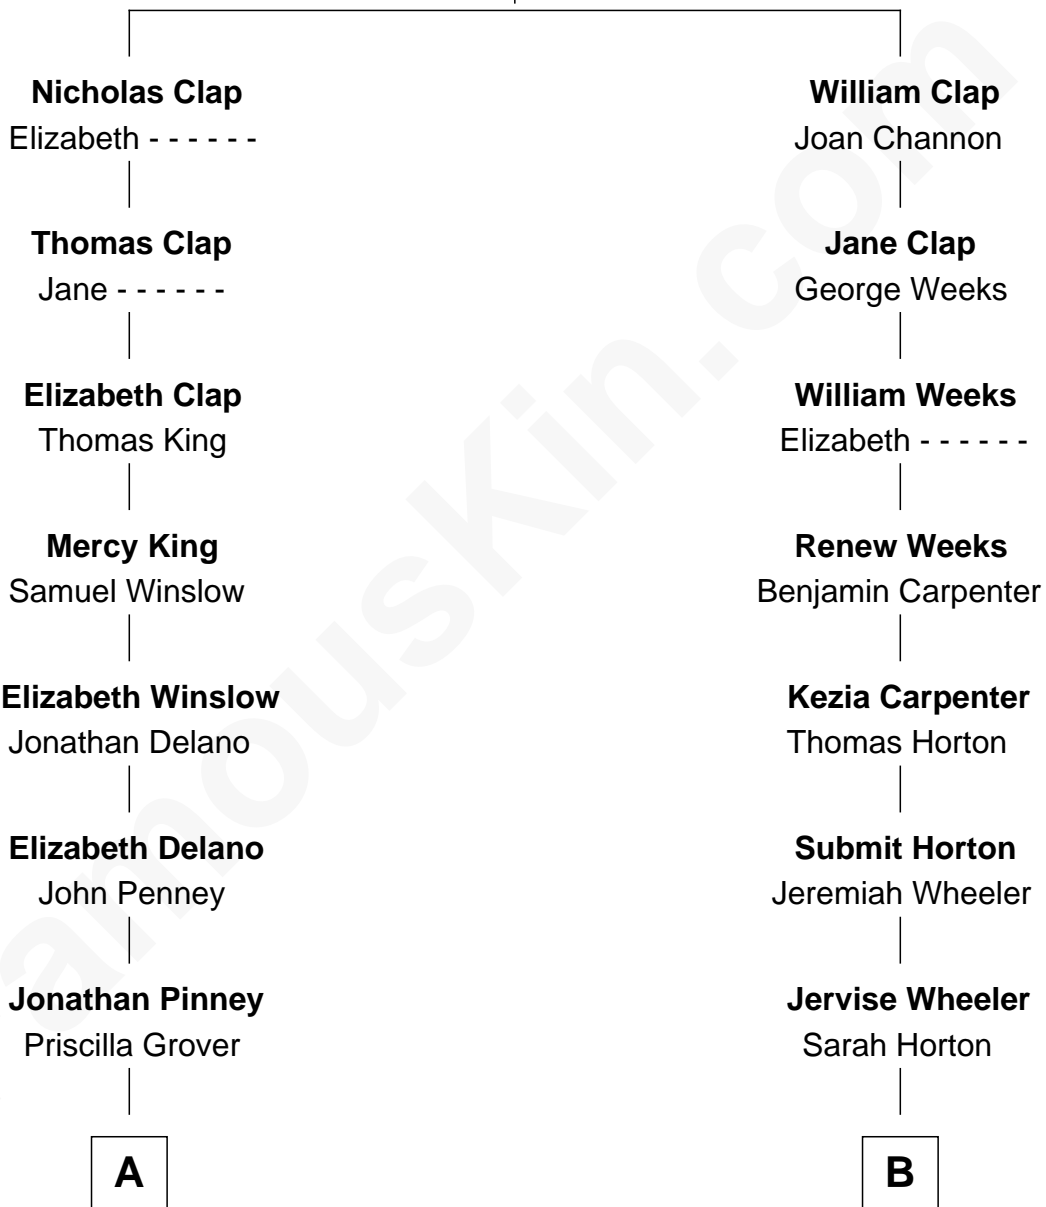 Nicholas Clap
Elizabeth - - - - - -
Thomas Clap
Jane - - - - - -
Elizabeth Clap
Thomas King
Mercy King
Samuel Winslow
Elizabeth Winslow
Jonathan Delano
Elizabeth Delano
John Penney
Jonathan Pinney
Priscilla Grover
A
William Clap
Joan Channon
Jane Clap
George Weeks
William Weeks
Elizabeth - - - - - -
Renew Weeks
Benjamin Carpenter
Kezia Carpenter
Thomas Horton
Submit Horton
Jeremiah Wheeler
Jervise Wheeler
Sarah Horton
B
amouskin.com